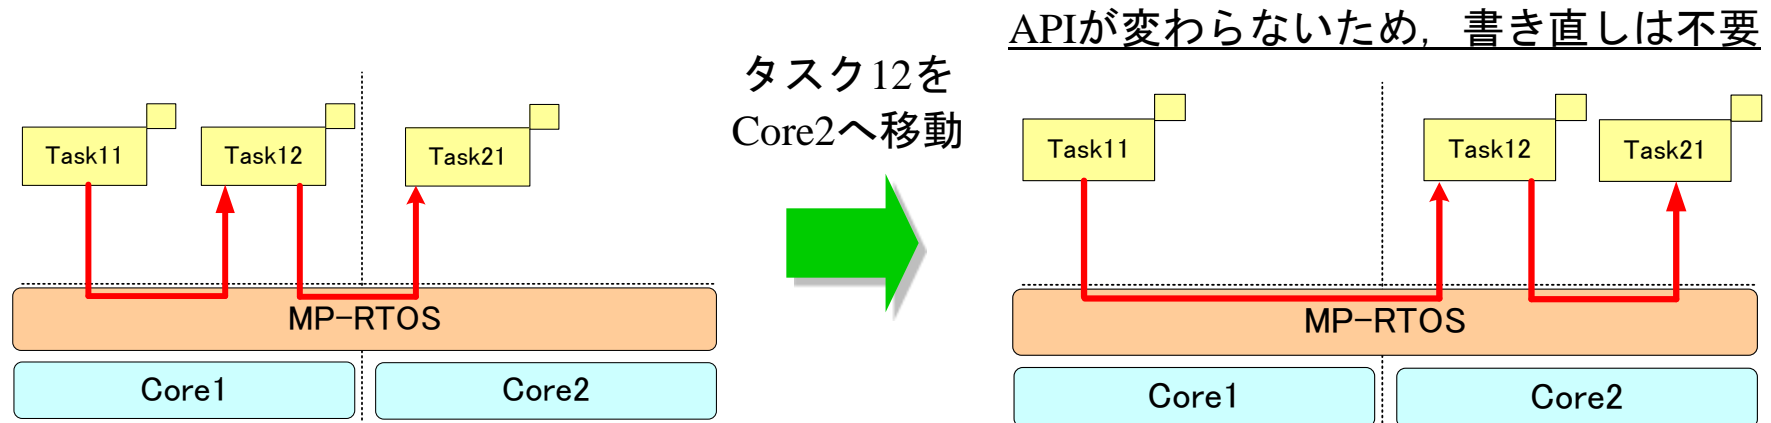 APIが変わらないため，書き直しは不要
タスク12を
Core2へ移動
Task11
Task12
Task21
MP-RTOS
Core1
Core2
Task11
Task12
Task21
MP-RTOS
Core1
Core2